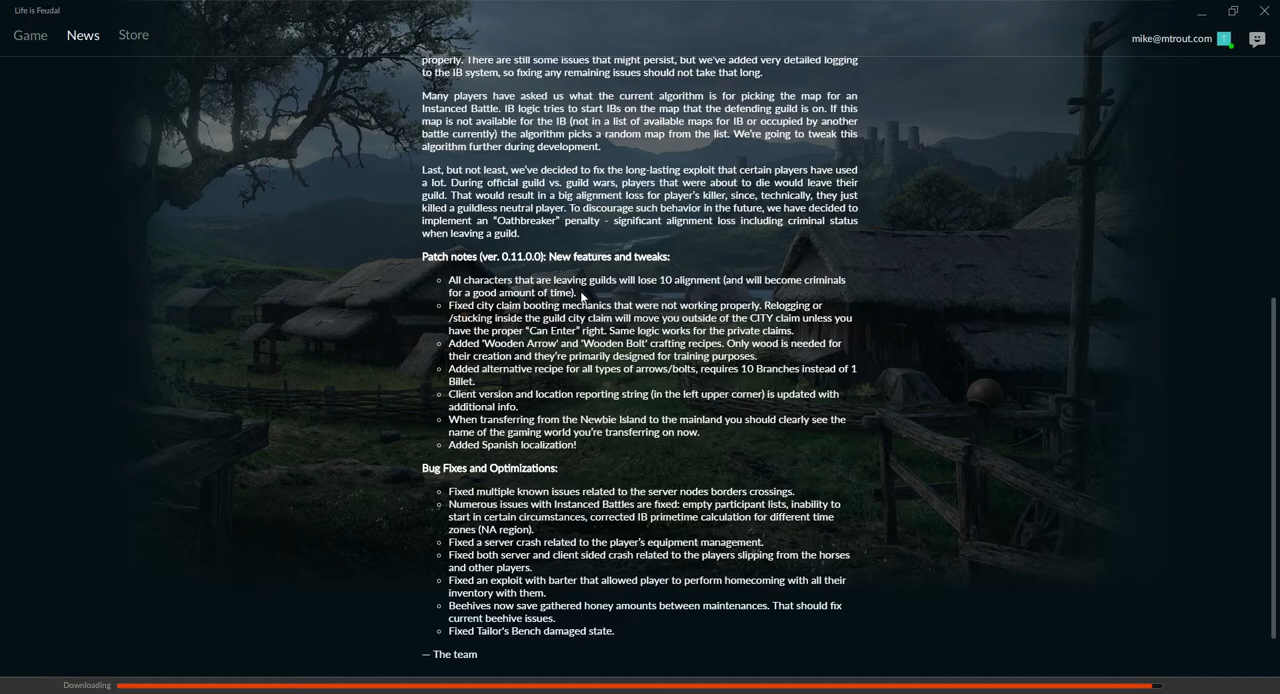 Life is Feudal
Game News Store
mike@mtrout.com T
properly. There are still some issues that might persist, but we've added very detailed logging
to the IB system, so fixing any remaining issues should not take that long.
Many players have asked us what the current algorithm is for picking the map for an
Instanced Battle. IB logic tries to start IBs on the map that the defending guild is on. If this
map is not available for the IB (not in a list of available maps for IB or occupied by another
battle currently) the algorithm picks a random map from the list. We're going to tweak this
algorithm further during development.
Last, but not least, we've decided to fix the long-lasting exploit that certain players have used
a lot. During official guild vs. guild wars, players that were about to die would leave their
guild. That would result in a big alignment loss for player's killer, since, technically, they just
killed a guildless neutral player. To discourage such behavior in the future, we have decided to
implement an "Oathbreaker" penalty - significant alignment loss including criminal status
when leaving a guild.
Patch notes (ver. 0.11.0.0): New features and tweaks:
All characters that are leaving guilds will lose 10 alignment (and will become criminals
for a good amount of time).
Fixed city claim booting mechanics that were not working properly. Relogging or
/stucking inside the guild city claim will move you outside of the CITY claim unless you
have the proper "Can Enter" right. Same logic works for the private claims.
Added 'Wooden Arrow' and 'Wooden Bolt' crafting recipes. Only wood is needed for
their creation and they're primarily designed for training purposes.
Added alternative recipe for all types of arrows/bolts, requires 10 Branches instead of 1
Billet.
Client version and location reporting string (in the left upper corner) is updated with
additional info.
When transferring from the Newbie Island to the mainland you should clearly see the
name of the gaming world you're transferring on now.
Added Spanish localization!
Bug Fixes and Optimizations:
Fixed multiple known issues related to the server nodes borders crossings.
Numerous issues with Instanced Battles are fixed: empty participant lists, inability to
start in certain circumstances, corrected IB primetime calculation for different time
zones (NA region).
Fixed a server crash related to the player's equipment management.
Fixed both server and client sided crash related to the players slipping from the horses
and other players.
Fixed an exploit with barter that allowed player to perform homecoming with all their
inventory with them.
Beehives now save gathered honey amounts between maintenances. That should fix
current beehive issues.
Fixed Tailor's Bench damaged state.
— The team
Downloading